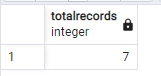 totalrecords
integer
1 7